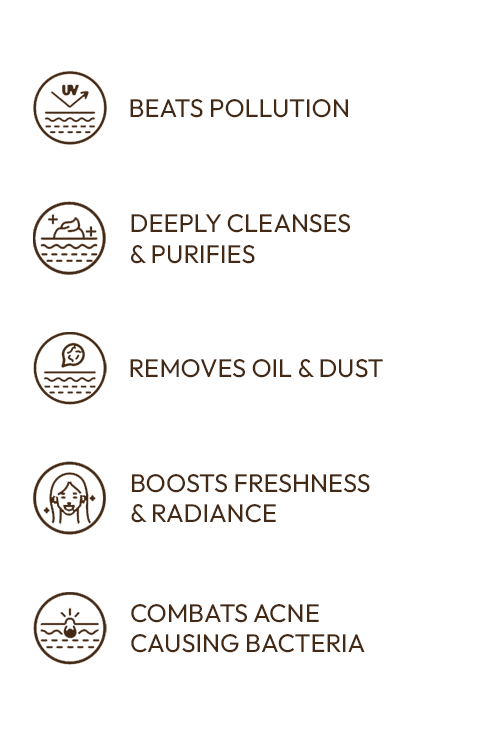 UV
BEATS POLLUTION
DEEPLY CLEANSES
& PURIFIES
REMOVES OIL & DUST
BOOSTS FRESHNESS
& RADIANCE
COMBATS ACNE
CAUSING BACTERIA